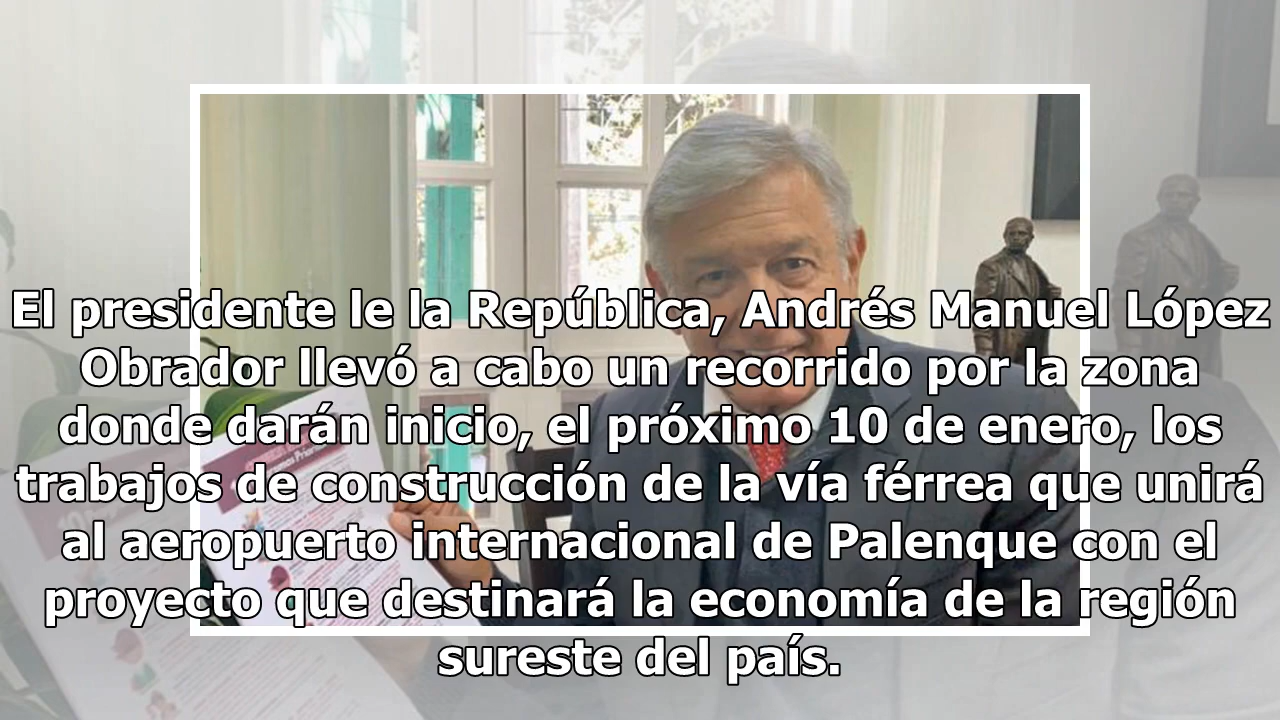 El presidente le la República, Andrés Manuel López
Obrador llevó a cabo un recorrido por la zona
donde darán inicio, el próximo 10 de enero, los
trabajos de construcción de la vía férrea que unirá
al aeropuerto internacional de Palenque con el
proyecto que destinará la economía de la región
sureste del país.